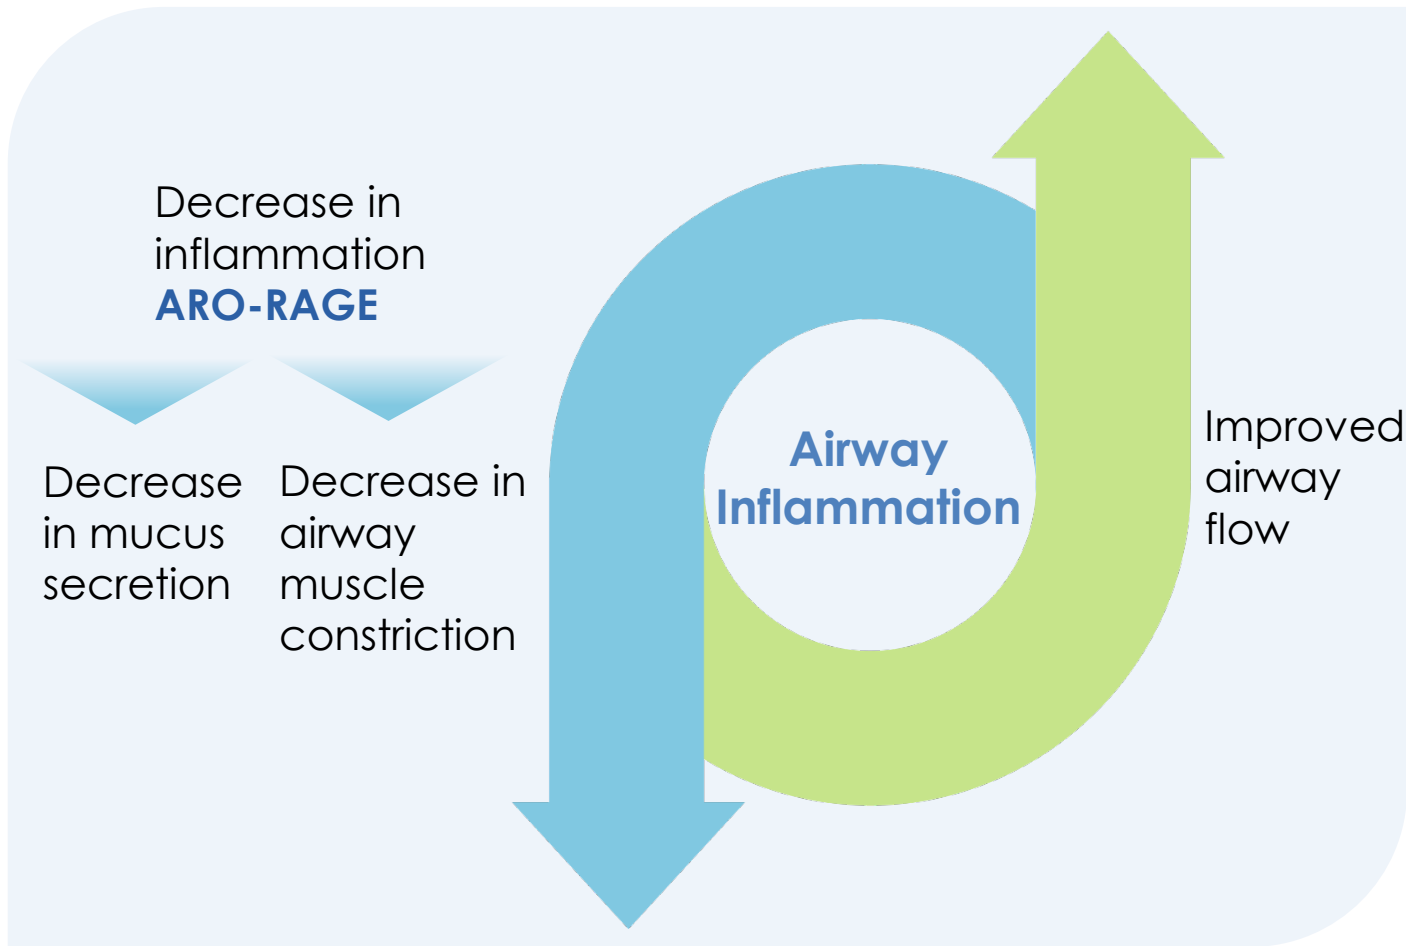 Decrease in
inflammation
ARO-RAGE
Decrease
in mucus
secretion
Decrease in
airway
muscle
constriction
Airway
Inflammation
Improved
airway
flow